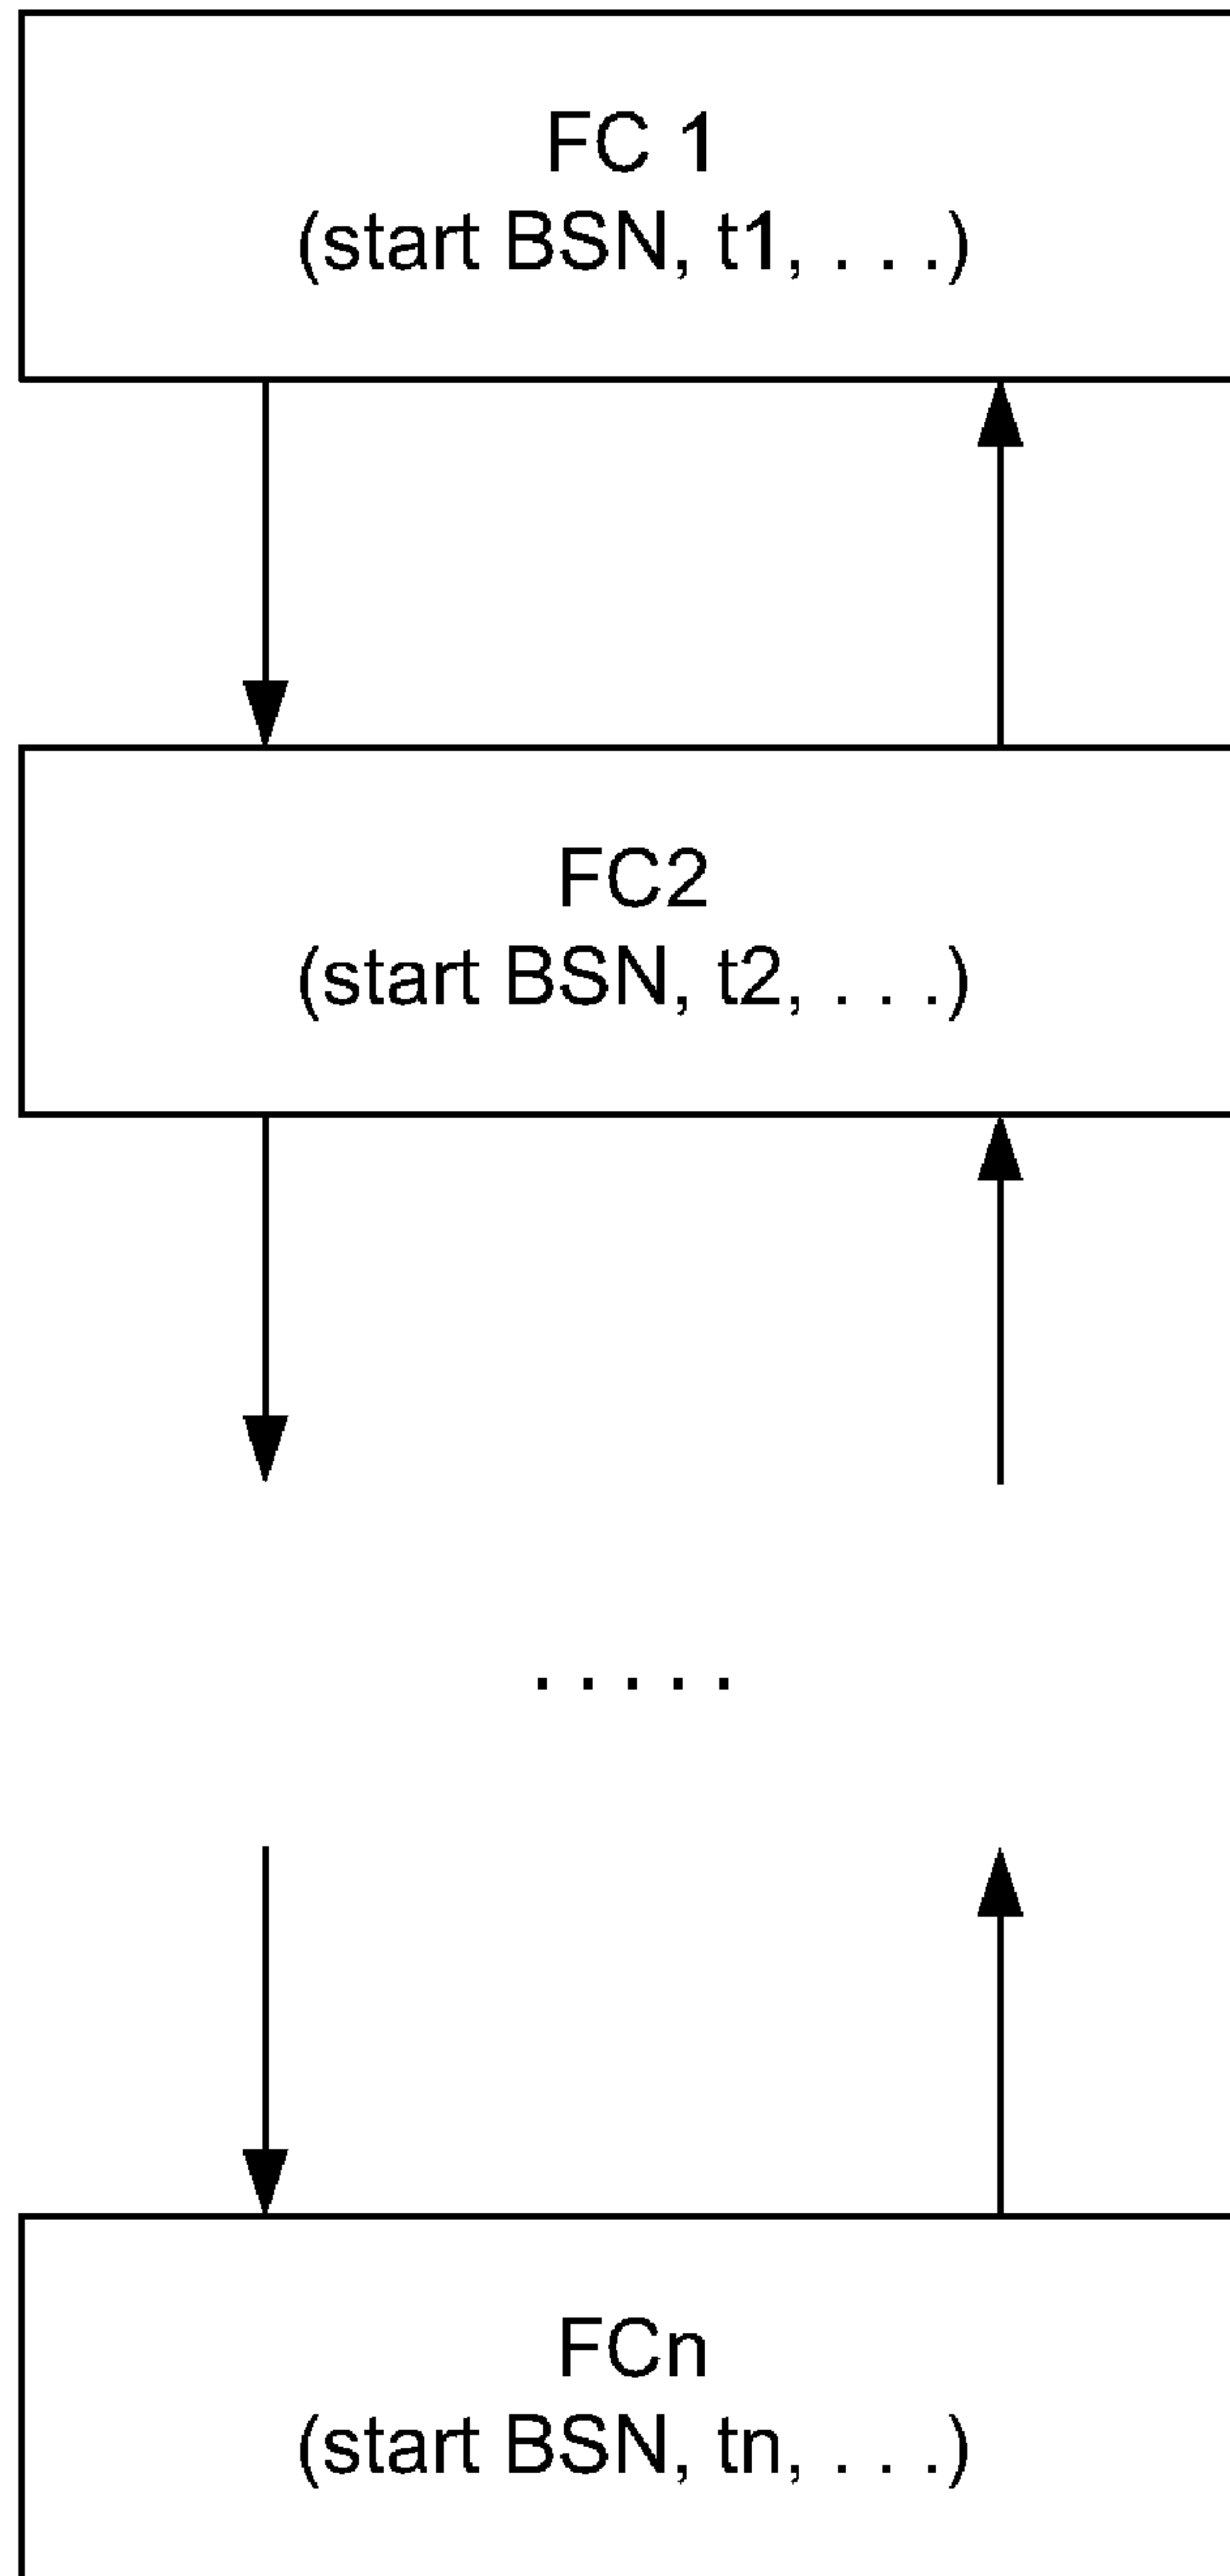 FC 1
(start BSN, t1, . . .)
FC2
(start BSN, t2, . . .)
. . . . .
FCn
(start BSN, tn, . . .)